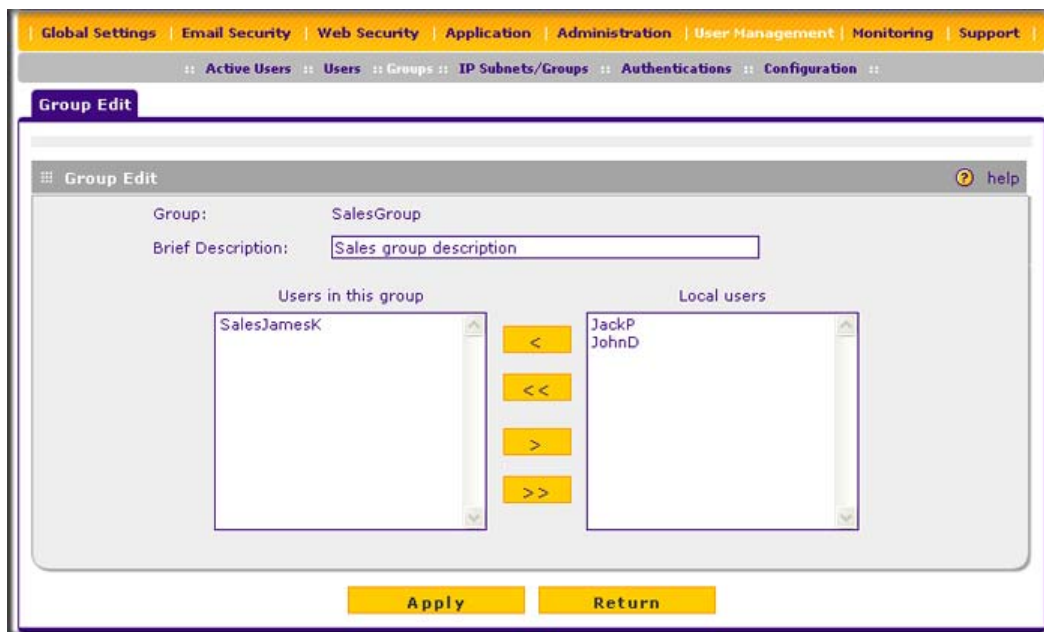 | Global Settings | Email Security | Web Security | Application | Administration | User Management | Monitoring | Support |
:: Active Users :: Users :: Groups :: IP Subnets/Groups :: Authentications :: Configuration ::
Group Edit
Group Edit
? help
Group: SalesGroup
Brief Description: Sales group description
Users in this group Local users
SalesJamesK JackP
JohnD
<
<<
>
>>
Apply Return